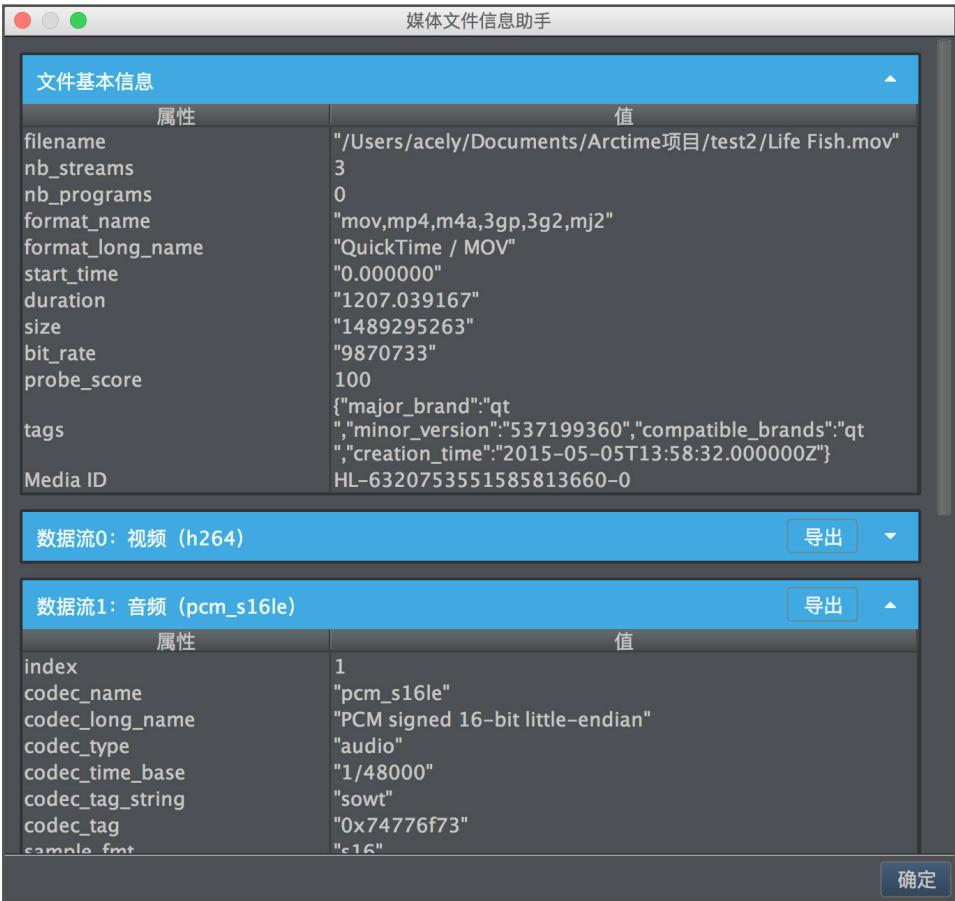 媒体文件信息助手
文件基本信息
属性 值
filename "/Users/acely/Documents/Arctime项目/test2/Life Fish.mov"
nb_streams 3
nb_programs 0
format_name "mov,mp4,m4a,3gp,3g2,mj2"
format_long_name "QuickTime / MOV"
start_time "0.000000"
duration "1207.039167"
size "1489295263"
bit_rate "9870733"
probe_score 100
tags {"major_brand":"qt
","minor_version":"537199360","compatible_brands":"qt
","creation_time":"2015-05-05T13:58:32.000000Z"}
Media ID HL-6320753551585813660-0
数据流0：视频（h264） 导出
数据流1：音频（pcm_s16le） 导出
属性 值
index 1
codec_name "pcm_s16le"
codec_long_name "PCM signed 16-bit little-endian"
codec_type "audio"
codec_time_base "1/48000"
codec_tag_string "sowt"
codec_tag "0x74776f73"
sample_fmt "s16"
确定